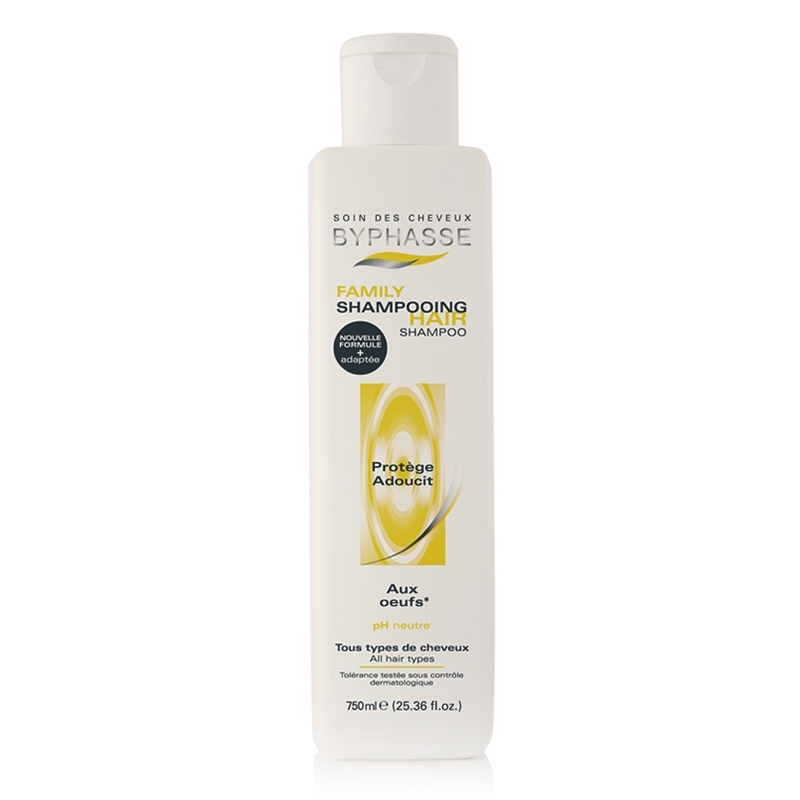 SOIN DES CHEVEUX
BYPHASSE
FAMILY
SHAMPOOING
HAIR
SHAMPOO
NOUVELLE
FORMULE
+
adaptée
Protège
Adoucit
Aux
oeufs*
pH neutre
Tous types de cheveux
All hair types
Tolérance testée sous contrôle
dermatologique
750ml℮ (25.36 fl.oz.)